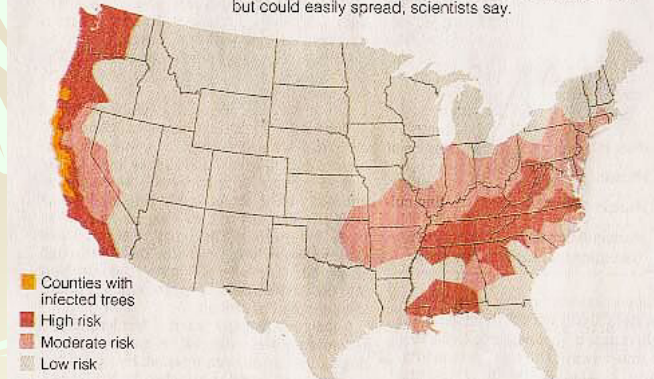 but could easily spread, scientists say.
Counties with
infected trees
High risk
Moderate risk
Low risk